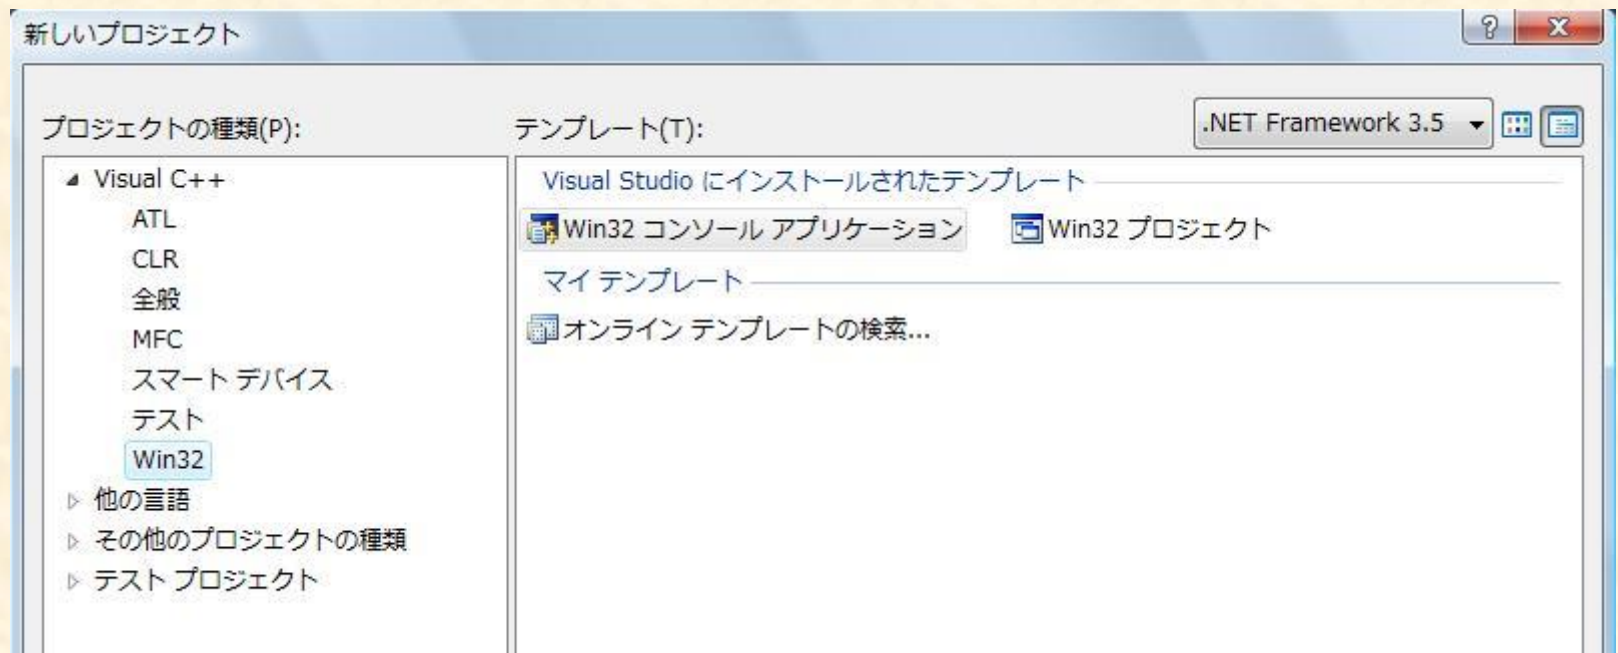 新しいプロジェクト
プロジェクトの種類(P):
テンプレート(T):
.NET Framework 3.5
Visual C++
ATL
CLR
全般
MFC
スマート デバイス
テスト
Win32
他の言語
その他のプロジェクトの種類
テスト プロジェクト
Visual Studio にインストールされたテンプレート
Win32 コンソール アプリケーション
Win32 プロジェクト
マイ テンプレート
オンライン テンプレートの検索...